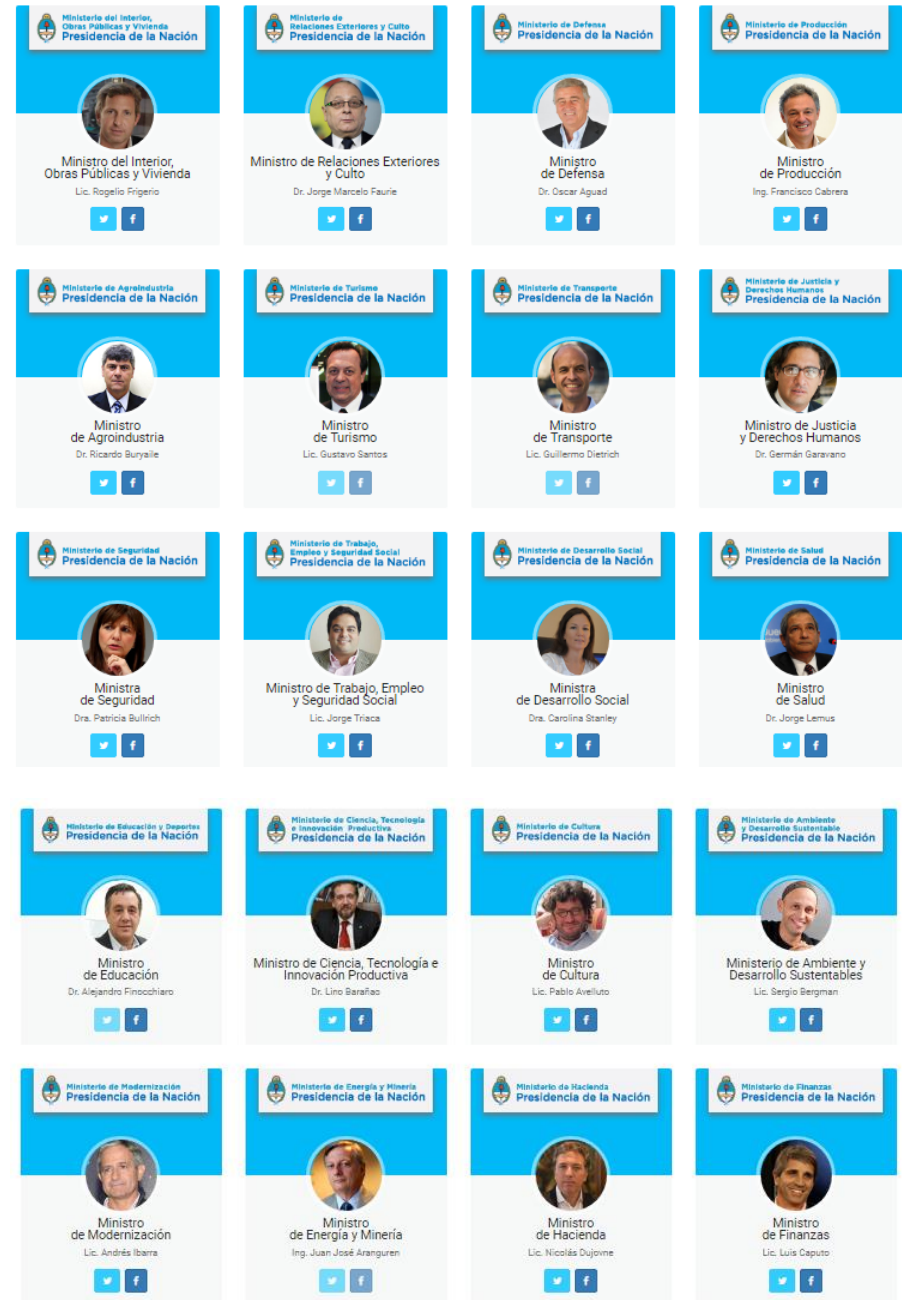 Ministerio del Interior,
Obras Públicas y Vivienda
Presidencia de la Nación
Ministro del Interior,
Obras Públicas y Vivienda
Lic. Rogelio Frigerio
Ministerio de
Relaciones Exteriores y Culto
Presidencia de la Nación
Ministro de Relaciones Exteriores
y Culto
Dr. Jorge Marcelo Faurie
Ministerio de Defensa
Presidencia de la Nación
Ministro
de Defensa
Dr. Oscar Aguad
Ministerio de Producción
Presidencia de la Nación
Ministro
de Producción
Ing. Francisco Cabrera
Ministerio de Agroindustria
Presidencia de la Nación
Ministro
de Agroindustria
Dr. Ricardo Buryaile
Ministerio de Turismo
Presidencia de la Nación
Ministro
de Turismo
Lic. Gustavo Santos
Ministerio de Transporte
Presidencia de la Nación
Ministro
de Transporte
Lic. Guillermo Dietrich
Ministerio de Justicia y
Derechos Humanos
Presidencia de la Nación
Ministro de Justicia
y Derechos Humanos
Dr. Germán Garavano
Ministerio de Seguridad
Presidencia de la Nación
Ministra
de Seguridad
Dra. Patricia Bullrich
Ministerio de Trabajo,
Empleo y Seguridad Social
Presidencia de la Nación
Ministro de Trabajo, Empleo
y Seguridad Social
Lic. Jorge Triaca
Ministerio de Desarrollo Social
Presidencia de la Nación
Ministra
de Desarrollo Social
Dra. Carolina Stanley
Ministerio de Salud
Presidencia de la Nación
Ministro
de Salud
Dr. Jorge Lemus
Ministerio de Educación y Deportes
Presidencia de la Nación
Ministro
de Educación
Dr. Alejandro Finocchiaro
Ministerio de Ciencia, Tecnología
e Innovación Productiva
Presidencia de la Nación
Ministro de Ciencia, Tecnología e
Innovación Productiva
Dr. Lino Barañao
Ministerio de Cultura
Presidencia de la Nación
Ministro
de Cultura
Lic. Pablo Avelluto
Ministerio de Ambiente
y Desarrollo Sustentable
Presidencia de la Nación
Ministerio de Ambiente y
Desarrollo Sustentables
Lic. Sergio Bergman
Ministerio de Modernización
Presidencia de la Nación
Ministro
de Modernización
Lic. Andrés Ibarra
Ministerio de Energía y Minería
Presidencia de la Nación
Ministro
de Energía y Minería
Ing. Juan José Aranguren
Ministerio de Hacienda
Presidencia de la Nación
Ministro
de Hacienda
Lic. Nicolás Dujovne
Ministerio de Finanzas
Presidencia de la Nación
Ministro
de Finanzas
Lic. Luis Caputo